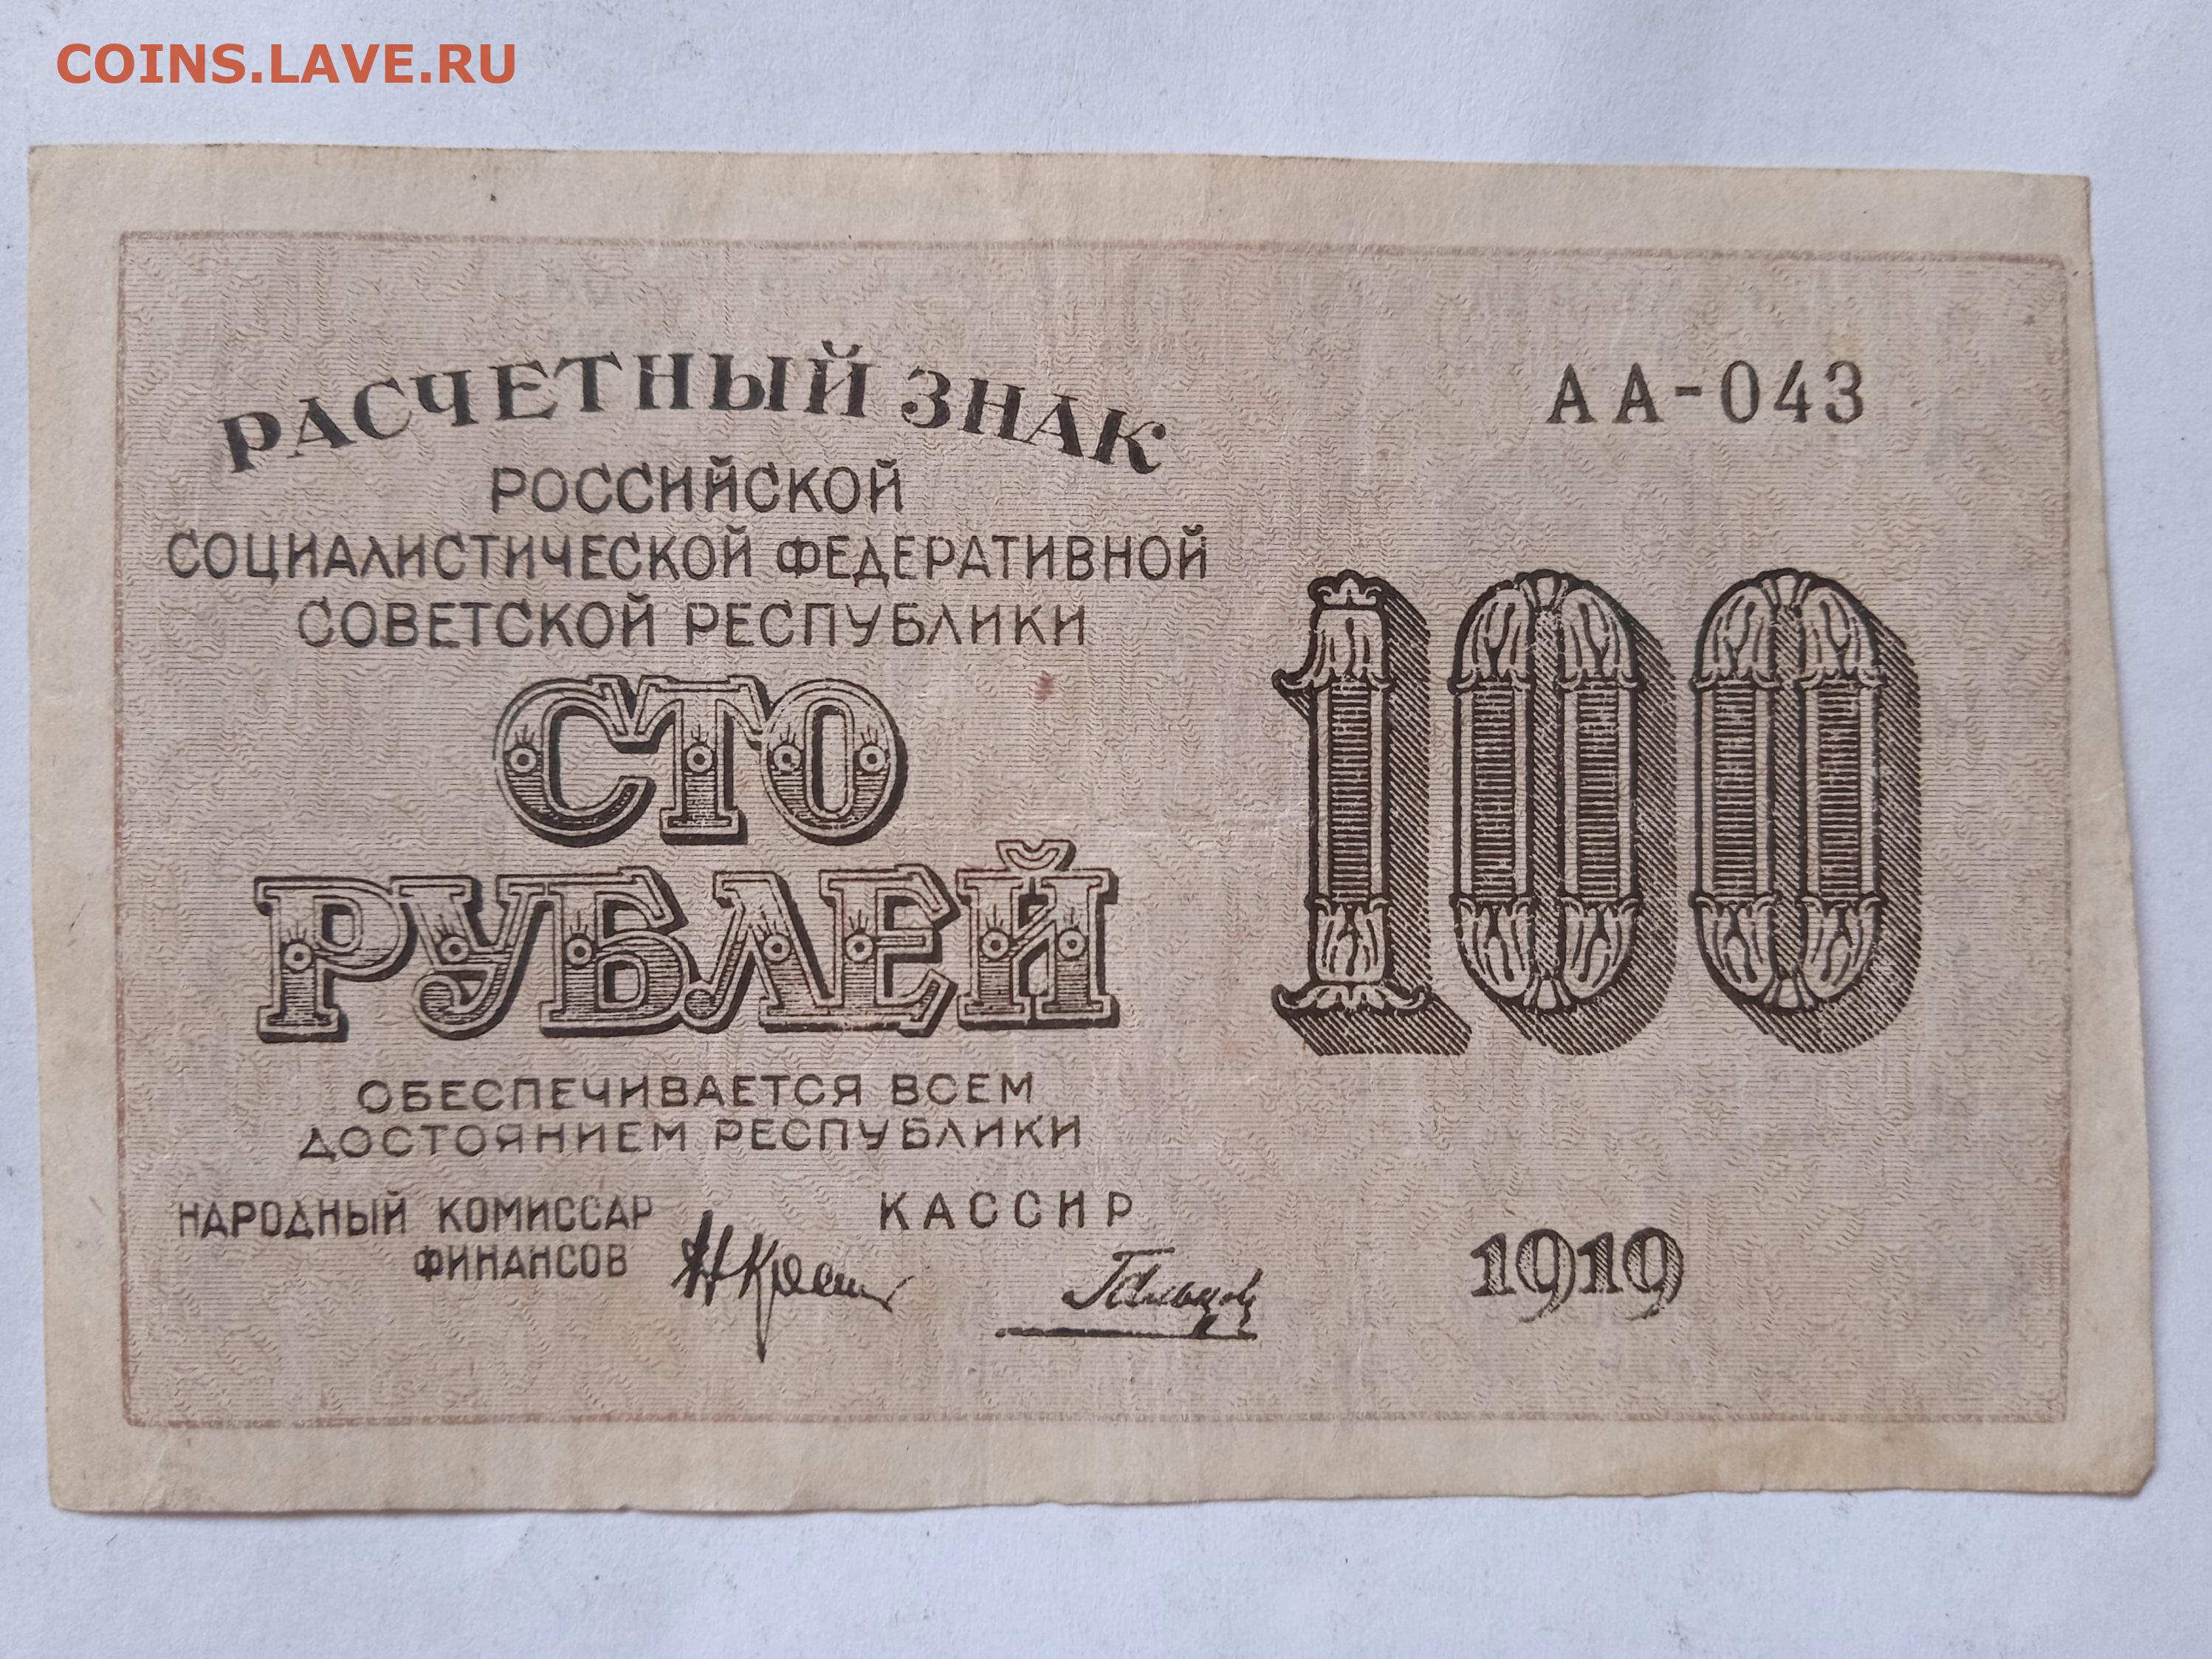 COINS.LAVE.RU
РАСЧЕТНЫЙ ЗНАК
АА-043
РОССИЙСКОЙ
СОЦИАЛИСТИЧЕСКОЙ ФЕДЕРАТИВНОЙ
СОВЕТСКОЙ РЕСПУБЛИКИ
СТО
РУБЛЕЙ
100
ОБЕСПЕЧИВАЕТСЯ ВСЕМ
ДОСТОЯНИЕМ РЕСПУБЛИКИ
НАРОДНЫЙ КОМИССАР
ФИНАНСОВ
КАССИР
1919